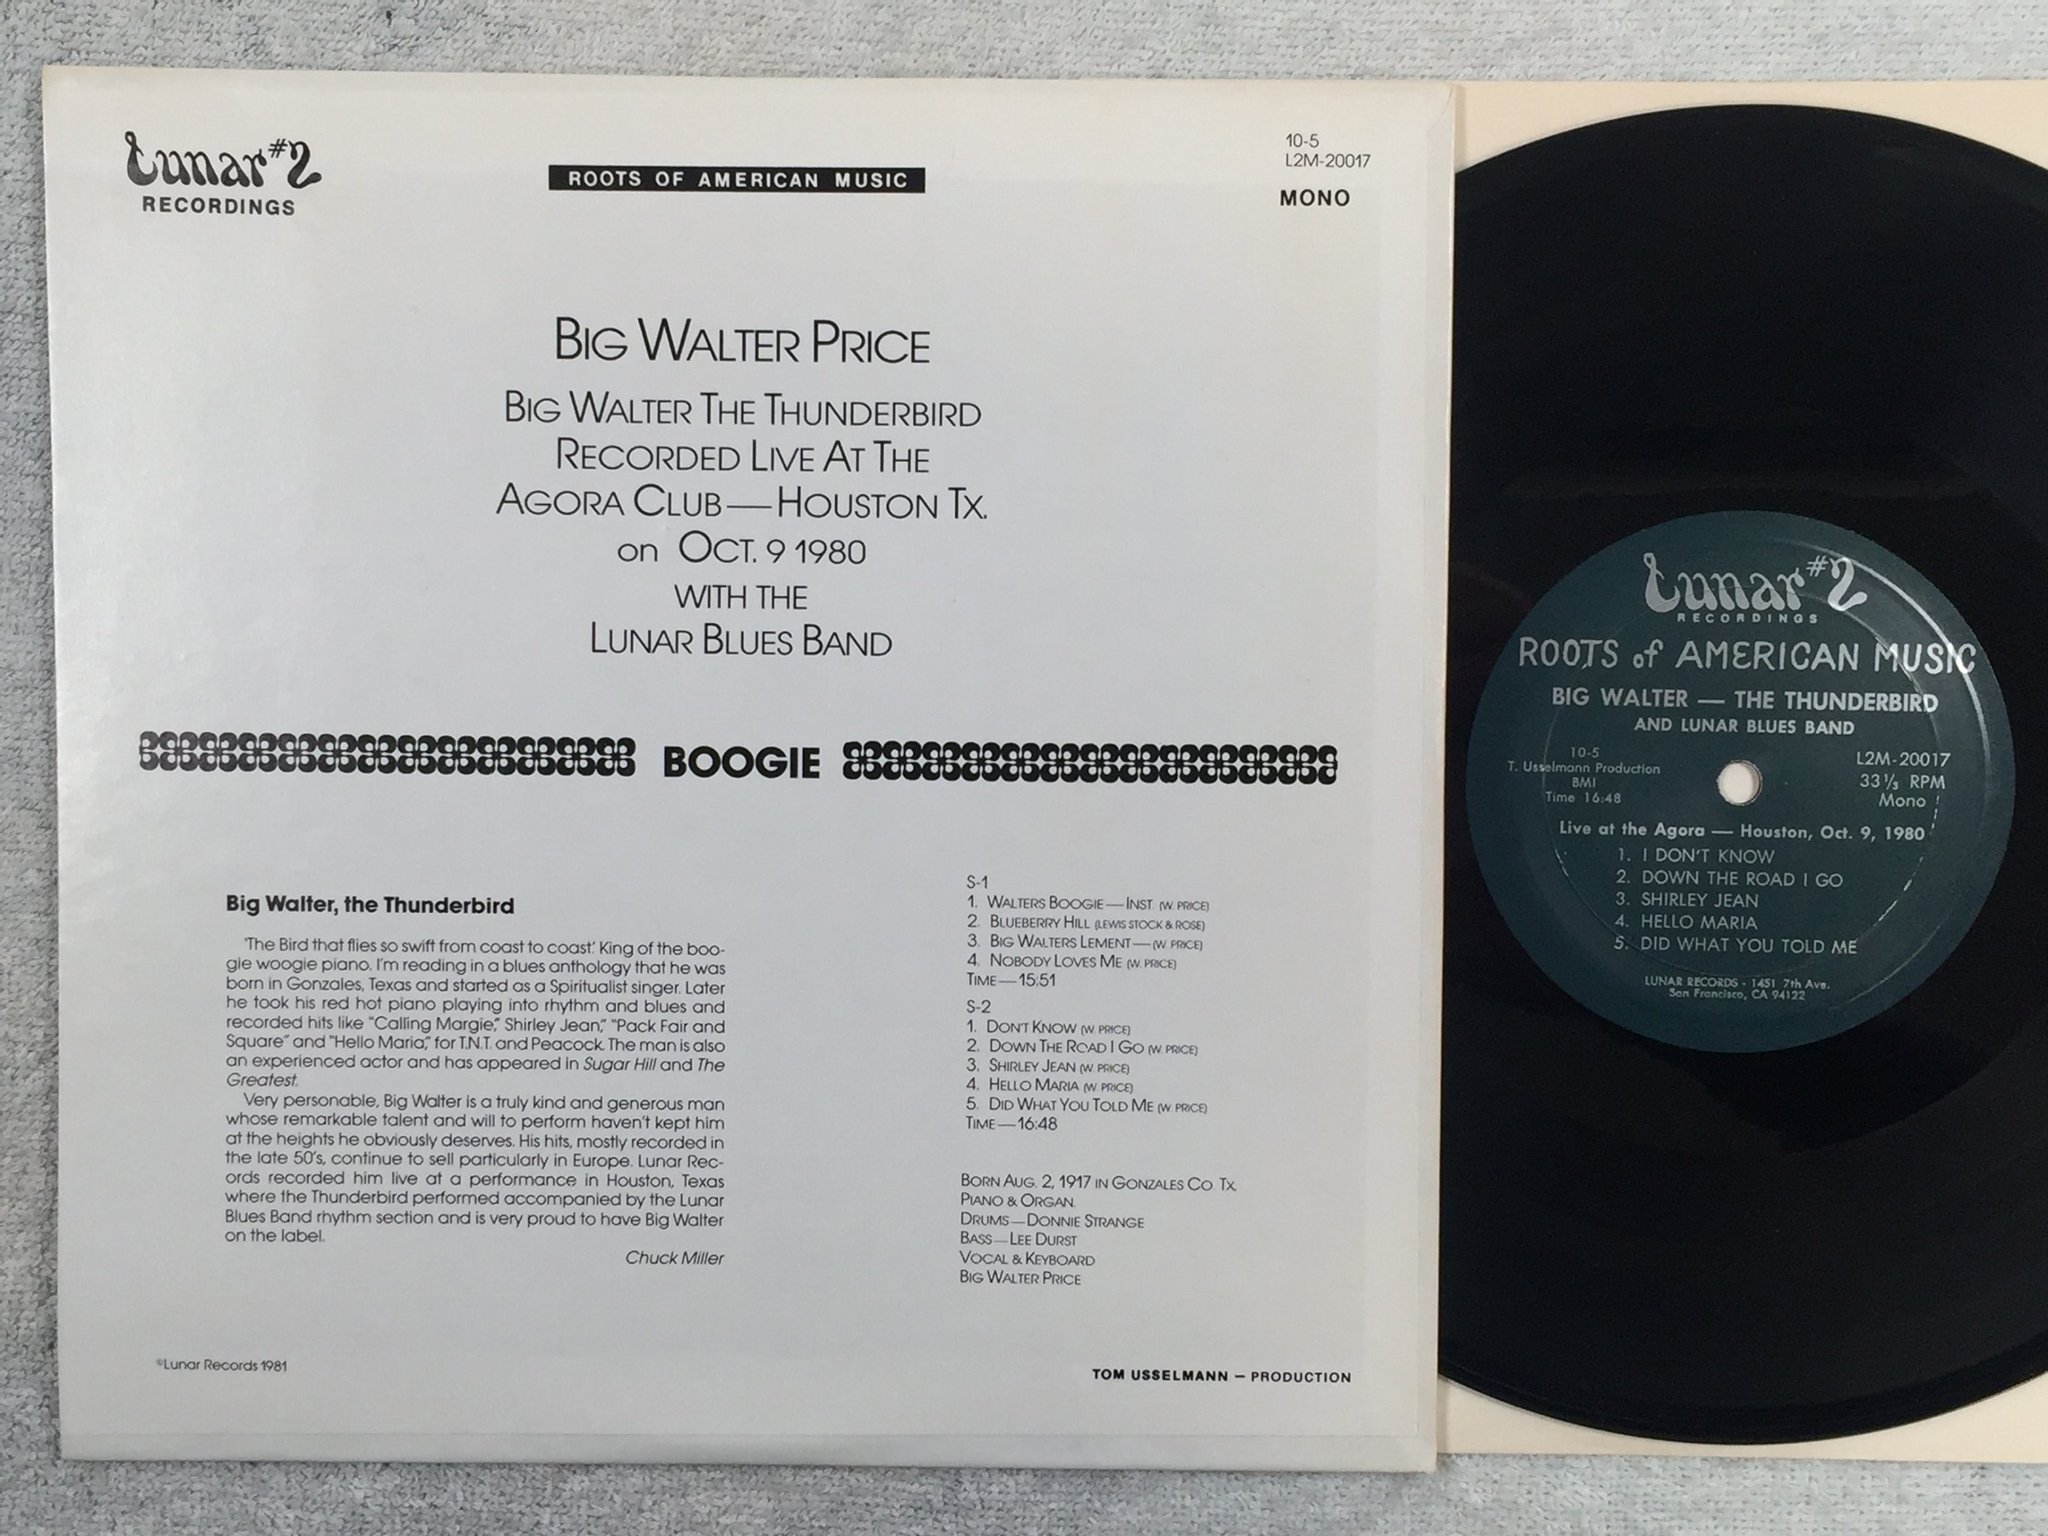 Lunar #2
RECORDINGS
ROOTS OF AMERICAN MUSIC
10-5
L2M-20017
MONO
BIG WALTER PRICE
BIG WALTER THE THUNDERBIRD
RECORDED LIVE AT THE
AGORA CLUB—HOUSTON TX.
on OCT. 9 1980
WITH THE
LUNAR BLUES BAND
BOOGIE
Big Walter, the Thunderbird
'The Bird that flies so swift from coast to coast.' King of the boo-
gie woogie piano. I'm reading in a blues anthology that he was
born in Gonzales, Texas and started as a Spiritualist singer. Later
he took his red hot piano playing into rhythm and blues and
recorded hits like "Calling Margie," Shirley Jean," "Pack Fair and
Square" and "Hello Maria," for T.N.T. and Peacock. The man is also
an experienced actor and has appeared in Sugar Hill and The
Greatest.
Very personable, Big Walter is a truly kind and generous man
whose remarkable talent and will to perform haven't kept him
at the heights he obviously deserves. His hits, mostly recorded in
the late 50's, continue to sell particularly in Europe. Lunar Rec-
ords recorded him live at a performance in Houston, Texas
where the Thunderbird performed accompanied by the Lunar
Blues Band rhythm section and is very proud to have Big Walter
on the label.
Chuck Miller
S-1
1. WALTERS BOOGIE—INST. (W. PRICE)
2. BLUEBERRY HILL (LEWIS STOCK & ROSE)
3. BIG WALTERS LEMENT—(W. PRICE)
4. NOBODY LOVES ME (W. PRICE)
TIME—15:51
S-2
1. DON'T KNOW (W. PRICE)
2. DOWN THE ROAD I GO (W. PRICE)
3. SHIRLEY JEAN (W. PRICE)
4. HELLO MARIA (W. PRICE)
5. DID WHAT YOU TOLD ME (W. PRICE)
TIME—16:48
BORN AUG. 2, 1917 IN GONZALES CO. TX.
PIANO & ORGAN.
DRUMS—DONNIE STRANGE
BASS—LEE DURST
VOCAL & KEYBOARD
BIG WALTER PRICE
©Lunar Records 1981
TOM USSELMANN – PRODUCTION
Lunar #2
RECORDINGS
ROOTS of AMERICAN MUSIC
BIG WALTER — THE THUNDERBIRD
AND LUNAR BLUES BAND
10-5
T. Usselmann Production
BMI
Time 16:48
L2M-20017
33 1/3 RPM
Mono
Live at the Agora — Houston, Oct. 9, 1980
1. I DON'T KNOW
2. DOWN THE ROAD I GO
3. SHIRLEY JEAN
4. HELLO MARIA
5. DID WHAT YOU TOLD ME
LUNAR RECORDS - 1451 7th Ave.
San Francisco, CA 94122